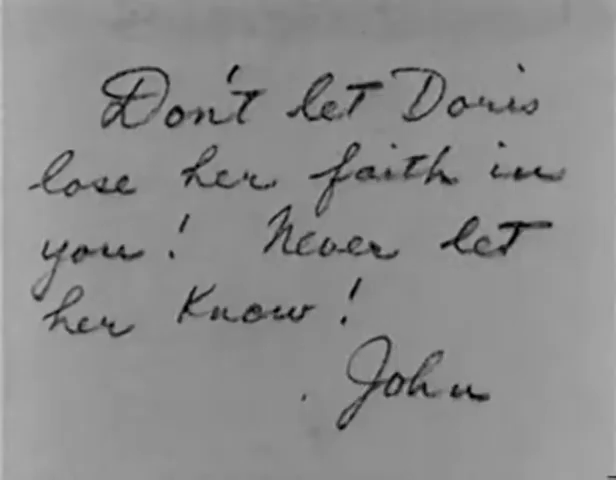 Don't let Doris
lose her faith in
you! Never let
her Know!
John